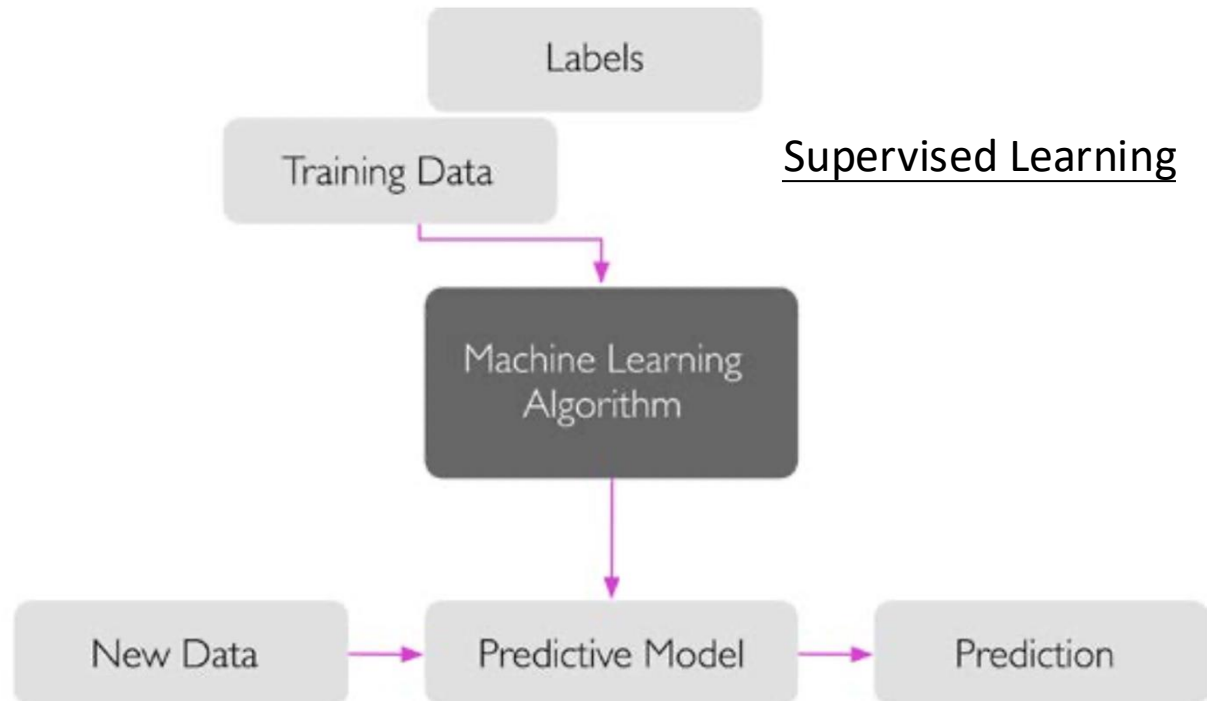 Labels
Training Data
Supervised Learning
Machine Learning
Algorithm
New Data
Predictive Model
Prediction